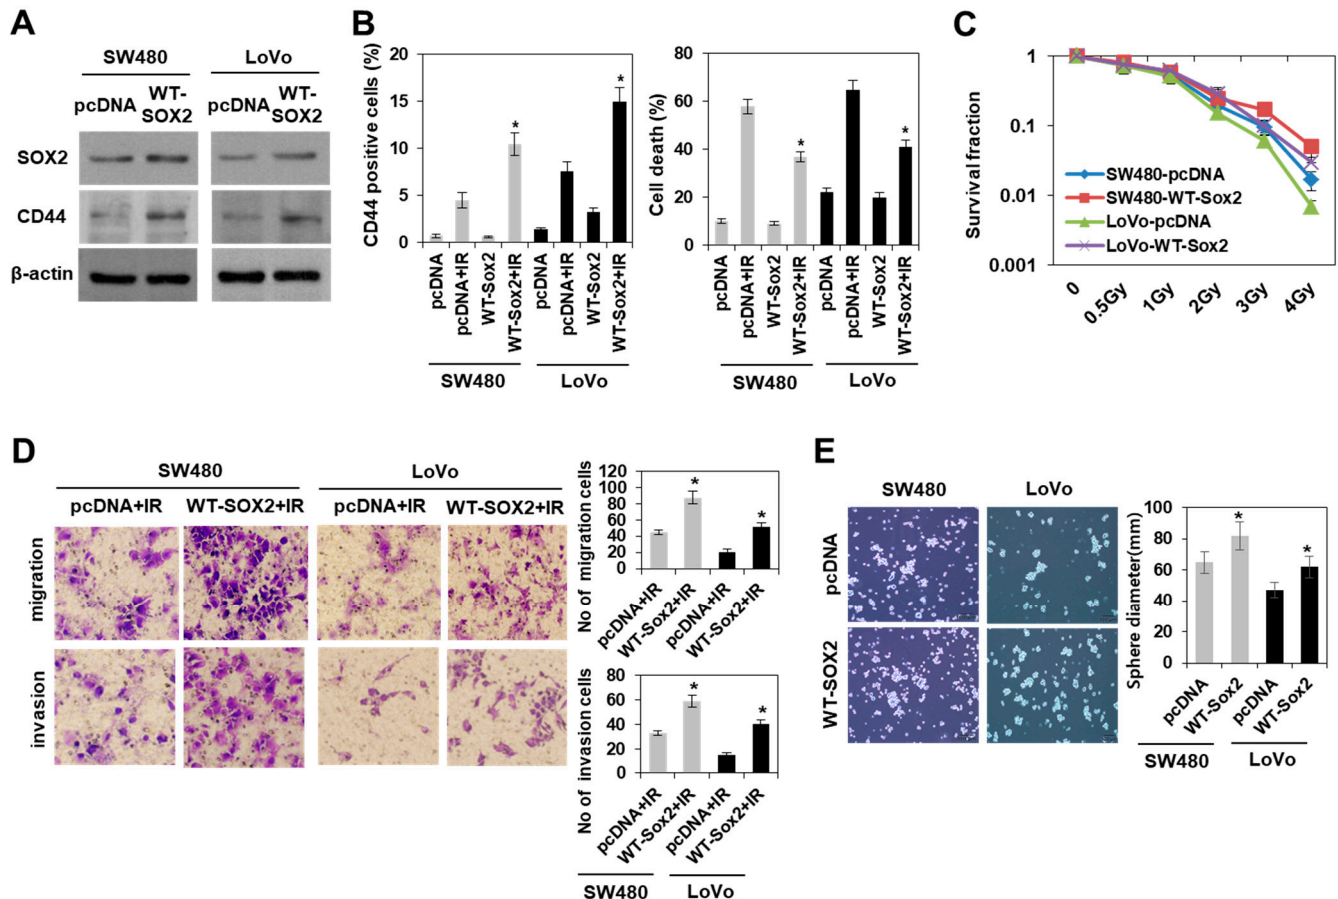 A
SW480 LoVo
pcDNA WT-SOX2 pcDNA WT-SOX2
SOX2
CD44
β-actin
B
CD44 positive cells (%)
20
15
10
5
0
* *
pcDNA
pcDNA+IR
WT-Sox2
WT-Sox2+IR
pcDNA
pcDNA+IR
WT-Sox2
WT-Sox2+IR
SW480 LoVo
Cell death (%)
80
60
40
20
0
* *
pcDNA
pcDNA+IR
WT-Sox2
WT-Sox2+IR
pcDNA
pcDNA+IR
WT-Sox2
WT-Sox2+IR
SW480 LoVo
C
Survival fraction
1
0.1
0.01
0.001
SW480-pcDNA
SW480-WT-Sox2
LoVo-pcDNA
LoVo-WT-Sox2
0 0.5Gy 1Gy 2Gy 3Gy 4Gy
D
SW480 LoVo
pcDNA+IR WT-SOX2+IR pcDNA+IR WT-SOX2+IR
migration
invasion
No of migration cells
120
100
80
60
40
20
0
* *
pcDNA+IR
WT-Sox2+IR
pcDNA+IR
WT-Sox2+IR
No of invasion cells
80
60
40
20
0
* *
pcDNA+IR
WT-Sox2+IR
pcDNA+IR
WT-Sox2+IR
SW480 LoVo
E
SW480 LoVo
pcDNA
WT-SOX2
Sphere diameter(mm)
100
80
60
40
20
0
* *
pcDNA
WT-Sox2
pcDNA
WT-Sox2
SW480 LoVo